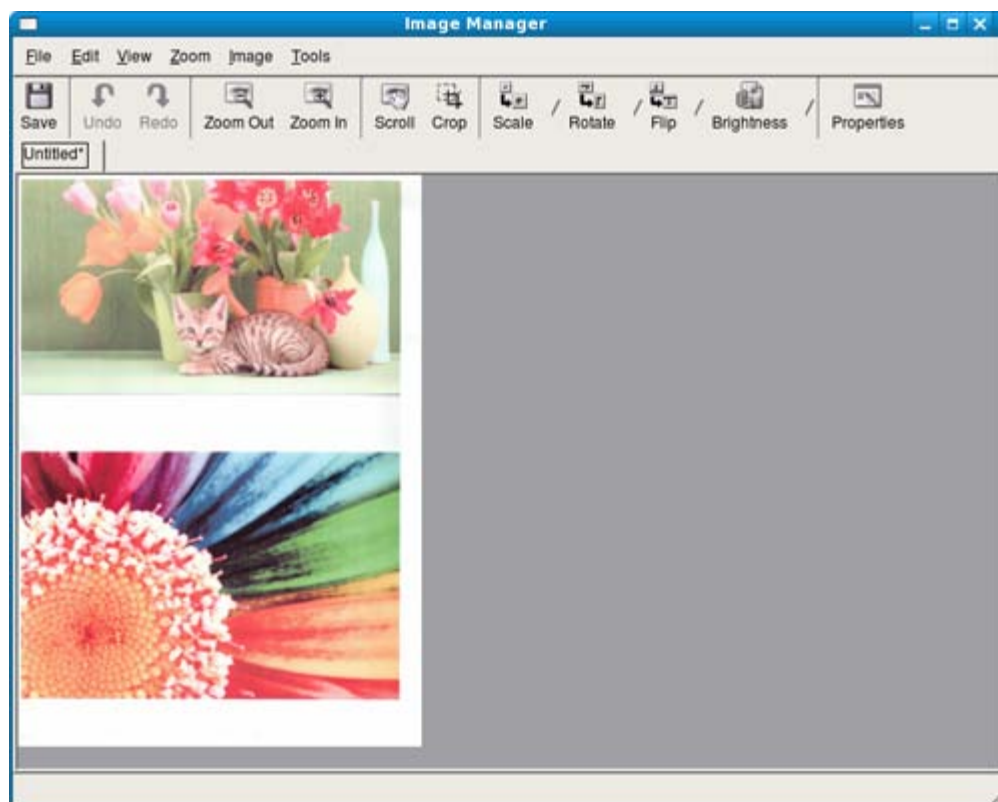 Image Manager
File Edit View Zoom Image Tools
Save Undo Redo Zoom Out Zoom In Scroll Crop Scale / Rotate / Flip / Brightness / Properties
Untitled*